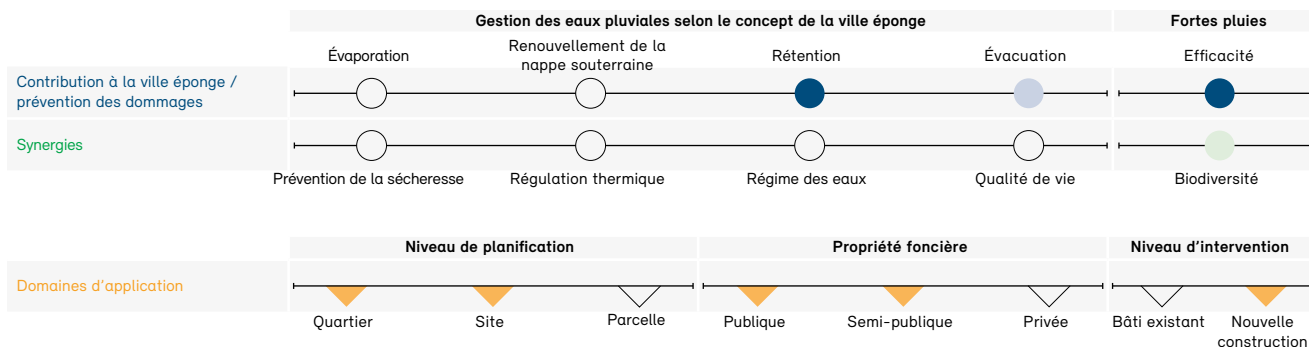 Gestion des eaux pluviales selon le concept de la ville éponge
Fortes pluies
Évaporation
Renouvellement de la
nappe souterraine
Rétention
Évacuation
Efficacité
Contribution à la ville éponge /
prévention des dommages
Synergies
Prévention de la sécheresse
Régulation thermique
Régime des eaux
Qualité de vie
Biodiversité
Niveau de planification
Propriété foncière
Niveau d’intervention
Domaines d’application
Quartier
Site
Parcelle
Publique
Semi-publique
Privée
Bâti existant
Nouvelle
construction